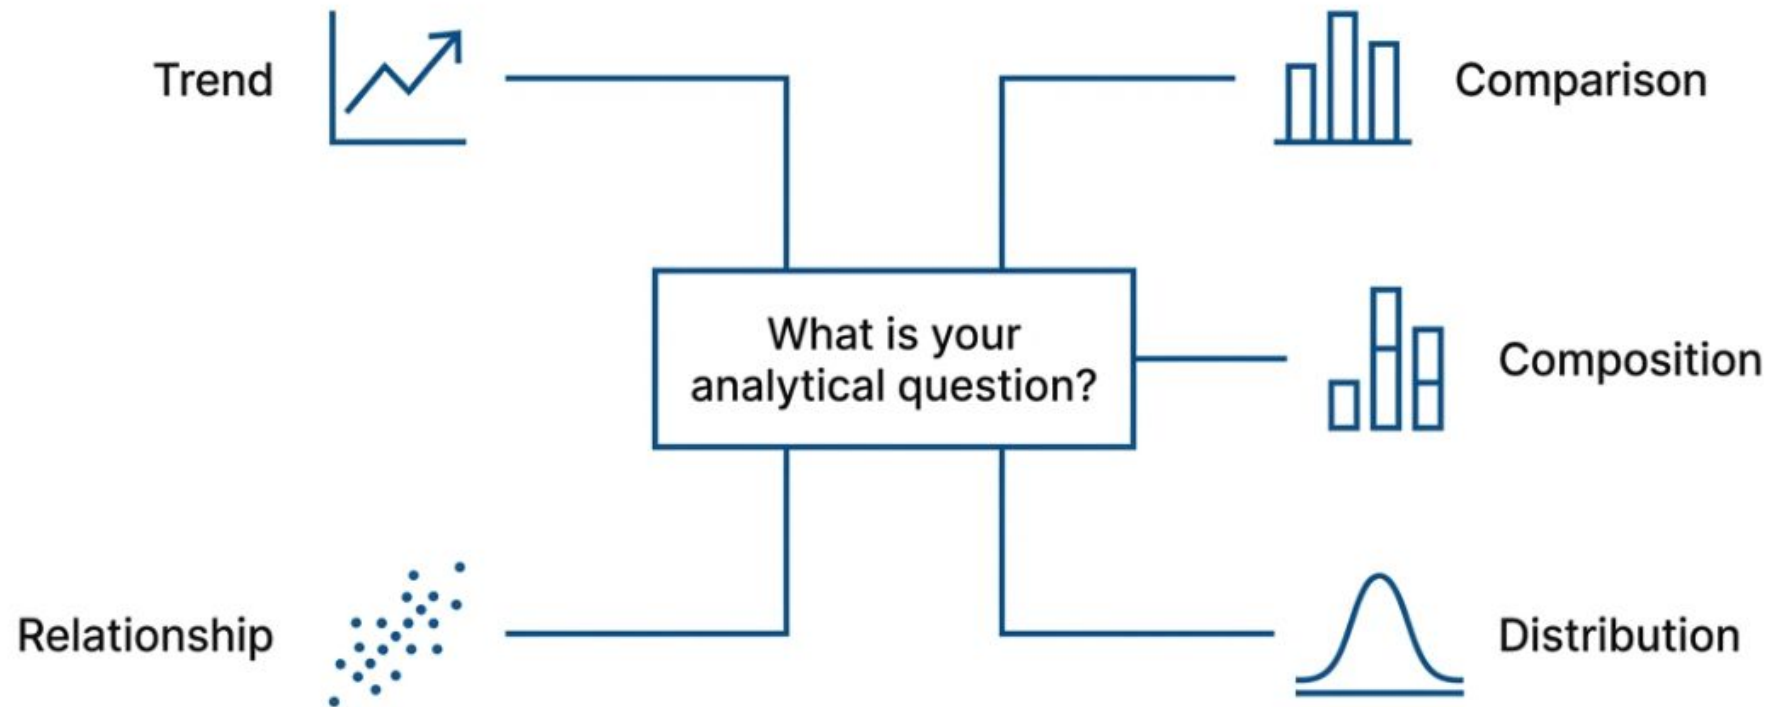 Trend
Comparison
What is your
analytical question?
Composition
Relationship
Distribution